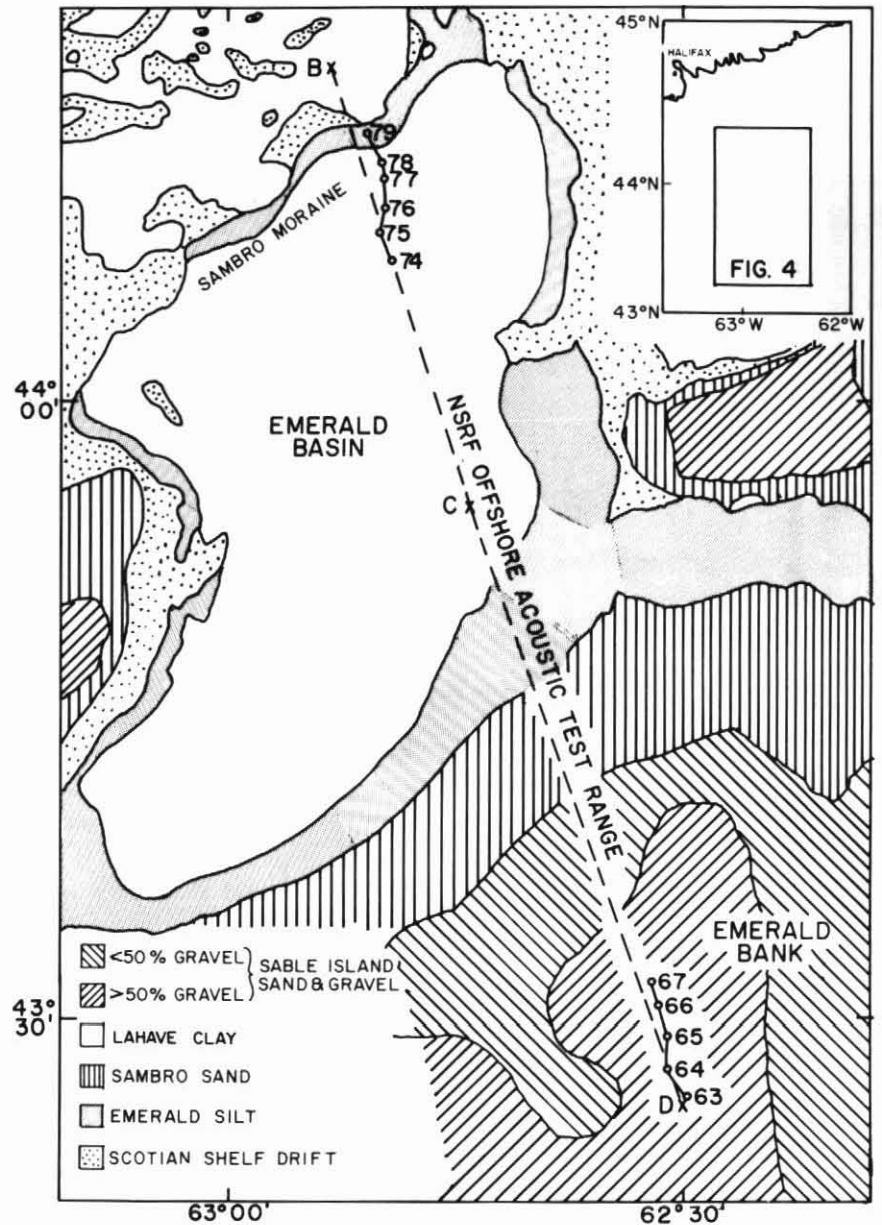 45°N
HALIFAX
44°N
FIG. 4
43°N
63°W
62°W
B
79
78
77
76
75
74
SAMBRO MORAINE
44°
00'
EMERALD
BASIN
C
NSRF OFFSHORE ACOUSTIC TEST RANGE
EMERALD
BANK
67
66
65
64
63
D
43°
30'
<50% GRAVEL
>50% GRAVEL
SABLE ISLAND
SAND & GRAVEL
LAHAVE CLAY
SAMBRO SAND
EMERALD SILT
SCOTIAN SHELF DRIFT
63°00'
62°30'